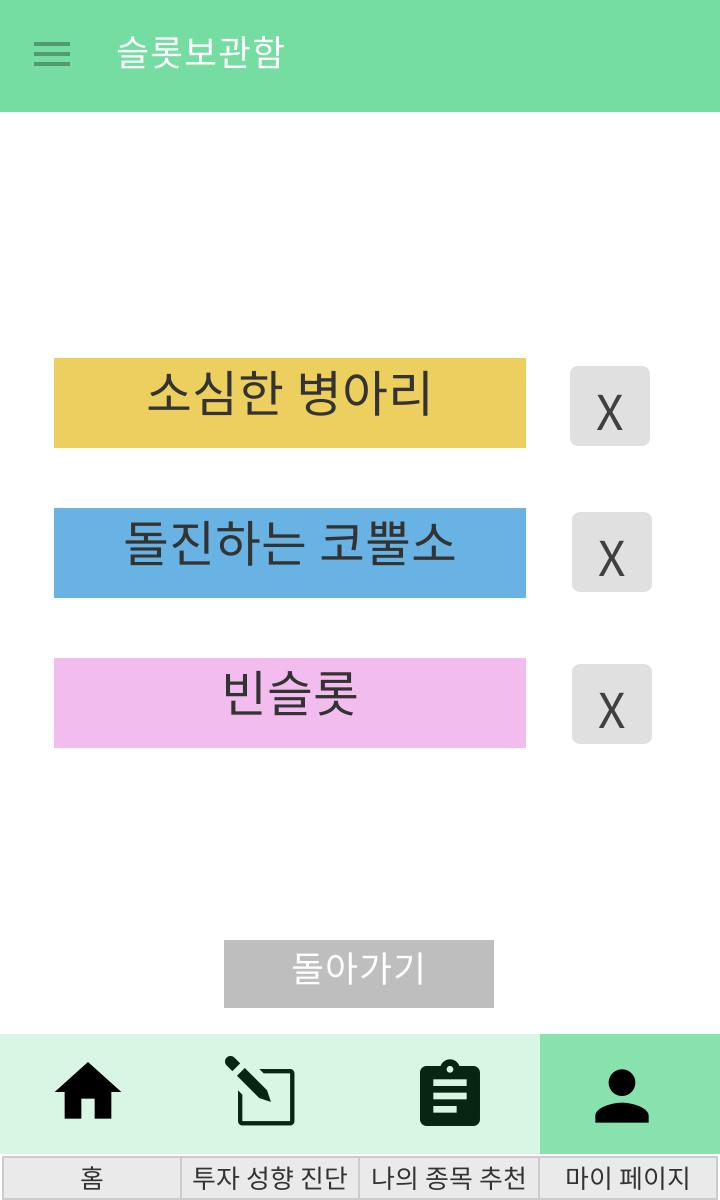 슬롯보관함
소심한 병아리
X
돌진하는 코뿔소
X
빈슬롯
X
돌아가기
홈
투자 성향 진단
나의 종목 추천
마이 페이지